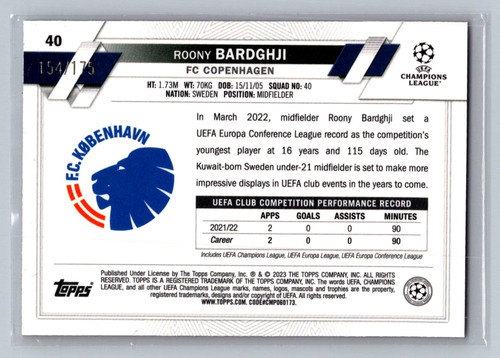 40
ROONY BARDGHJI
154/175
FC COPENHAGEN
HT: 1.73M WT: 70KG DOB: 15/11/05 SQUAD NO: 40
NATION: SWEDEN POSITION: MIDFIELDER
UEFA
CHAMPIONS
LEAGUE®
In March 2022, midfielder Roony Bardghji set a
UEFA Europa Conference League record as the competition's
youngest player at 16 years and 115 days old. The
Kuwait-born Sweden under-21 midfielder is set to make more
impressive displays in UEFA club events in the years to come.
F.C. KØBENHAVN
UEFA CLUB COMPETITION PERFORMANCE RECORD
APPS GOALS ASSISTS MINUTES
2021/22 2 0 0 90
Career 2 0 0 90
Includes UEFA Champions League, UEFA Europa League, UEFA Europa Conference League
Topps
Published Under License by The Topps Company, Inc. ® & © 2023 THE TOPPS COMPANY, INC. ALL RIGHTS
RESERVED. TOPPS IS A REGISTERED TRADEMARK OF THE TOPPS COMPANY, INC. The words UEFA, CHAMPIONS
LEAGUE, and all other UEFA Champions League marks, names, logos, mascots and trophies, are the property,
registered trademarks, designs and/or copyright of UEFA. All rights reserved.
WWW.TOPPS.COM. CODE#CMP060173.